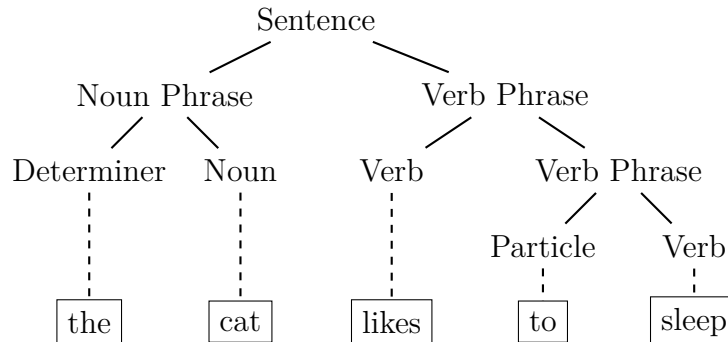 Sentence
Noun Phrase Verb Phrase
Determiner Noun Verb Verb Phrase
Particle Verb
the cat likes to sleep